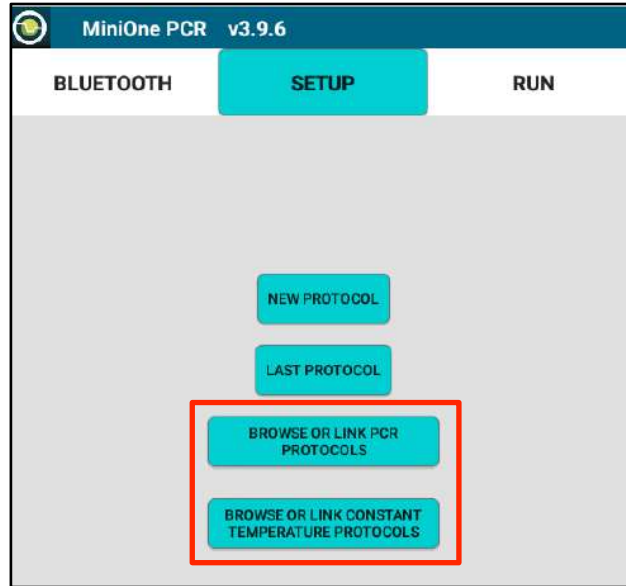 MiniOne PCR v3.9.6
BLUETOOTH SETUP RUN
NEW PROTOCOL
LAST PROTOCOL
BROWSE OR LINK PCR
PROTOCOLS
BROWSE OR LINK CONSTANT
TEMPERATURE PROTOCOLS